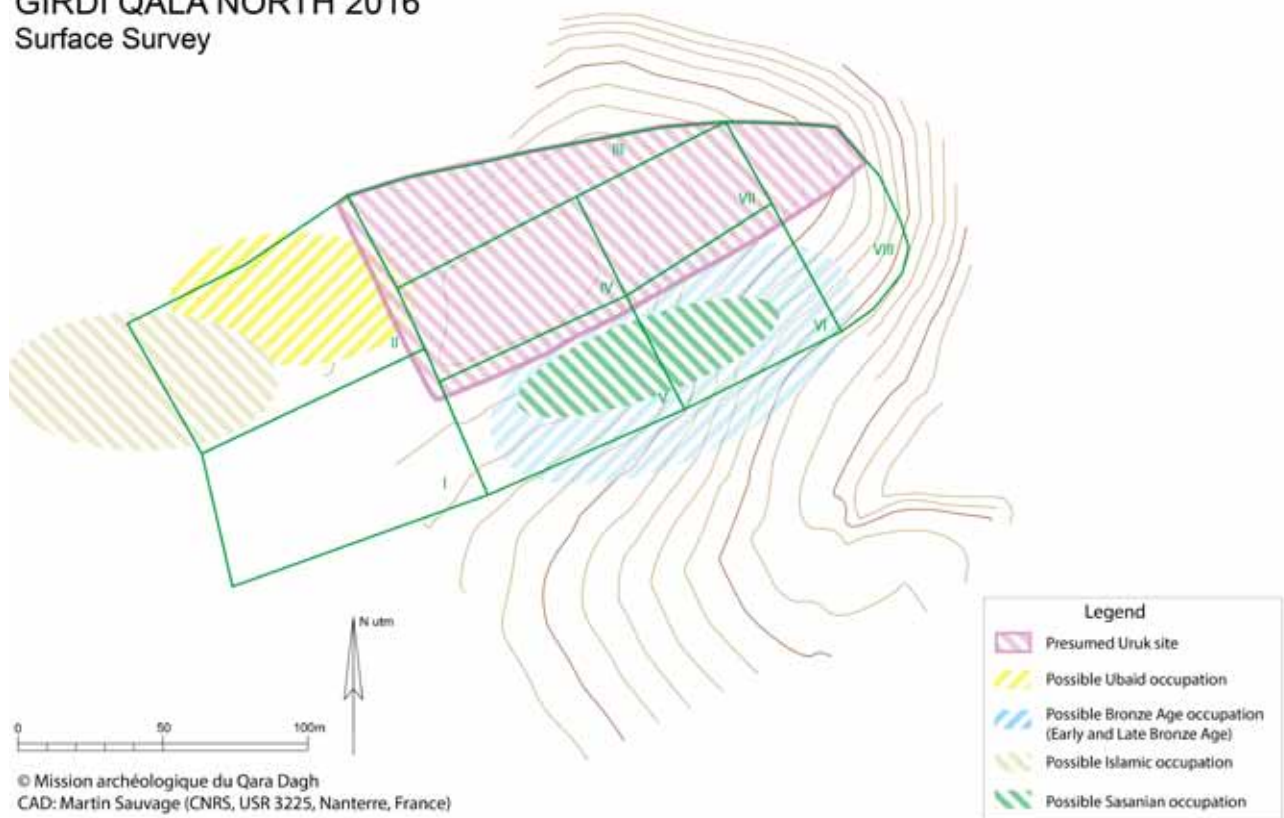 GIRDI QALA NORTH 2016
Surface Survey
III
VII
VIII
IV
VI
II
V
I
N utm
0 50 100m
Legend
Presumed Uruk site
Possible Ubaid occupation
Possible Bronze Age occupation
(Early and Late Bronze Age)
Possible Islamic occupation
Possible Sasanian occupation
© Mission archéologique du Qara Dagh
CAD: Martin Sauvage (CNRS, USR 3225, Nanterre, France)